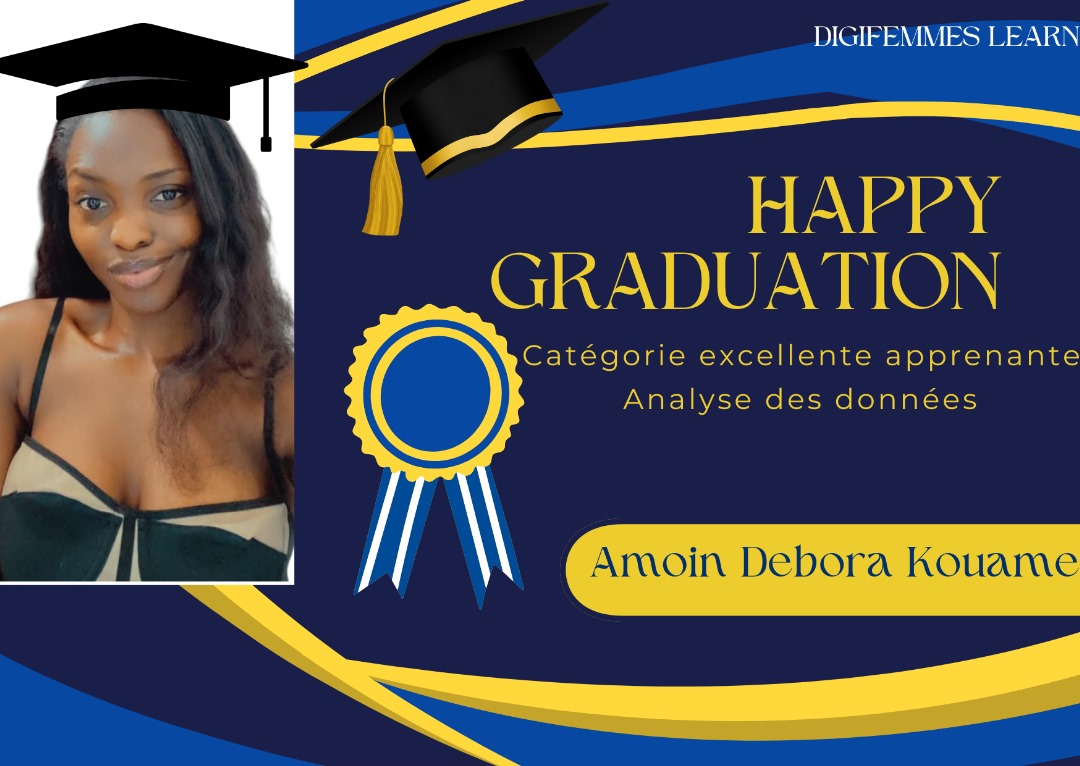 DIGIFEMMES LEARN
HAPPY
GRADUATION
Catégorie excellente apprenante
Analyse des données
Amoin Debora Kouame